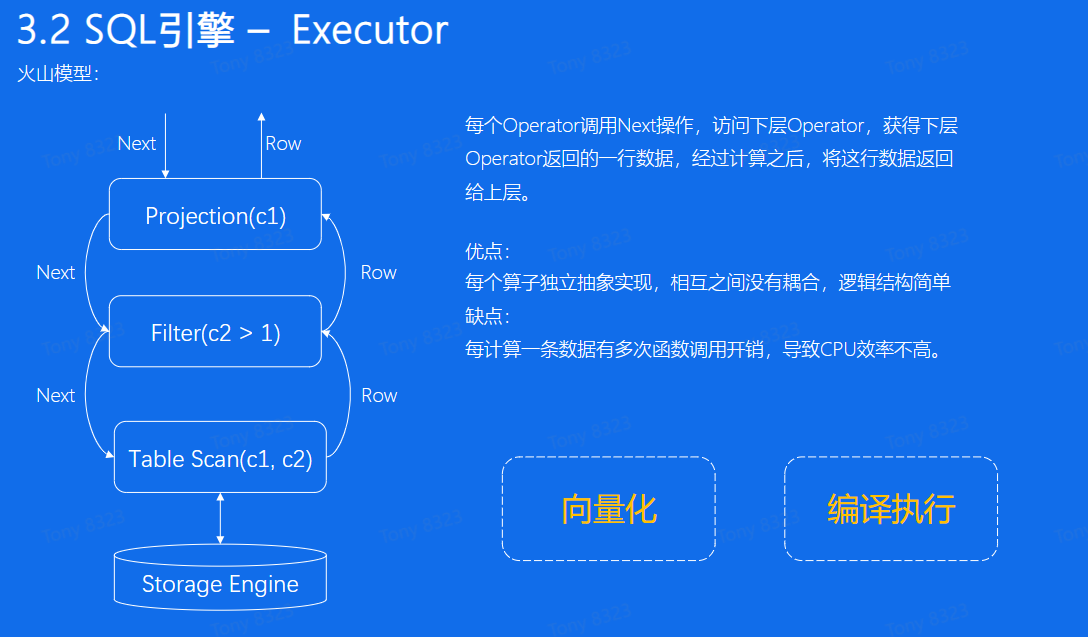 3.2 SQL引擎 – Executor
火山模型：
Next
Row
Projection(c1)
Next
Row
Filter(c2 > 1)
Next
Row
Table Scan(c1, c2)
Storage Engine
每个Operator调用Next操作，访问下层Operator，获得下层
Operator返回的一行数据，经过计算之后，将这行数据返回
给上层。
优点：
每个算子独立抽象实现，相互之间没有耦合，逻辑结构简单
缺点：
每计算一条数据有多次函数调用开销，导致CPU效率不高。
向量化
编译执行
Tony 8323